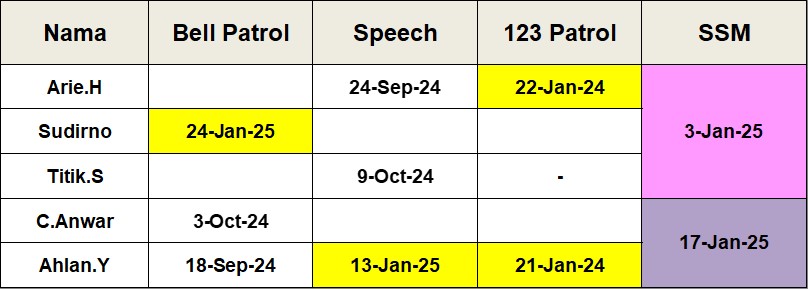 Nama Bell Patrol Speech 123 Patrol SSM
Arie.H 24-Sep-24 22-Jan-24
Sudirno 24-Jan-25 3-Jan-25
Titik.S 9-Oct-24 -
C.Anwar 3-Oct-24
17-Jan-25
Ahlan.Y 18-Sep-24 13-Jan-25 21-Jan-24